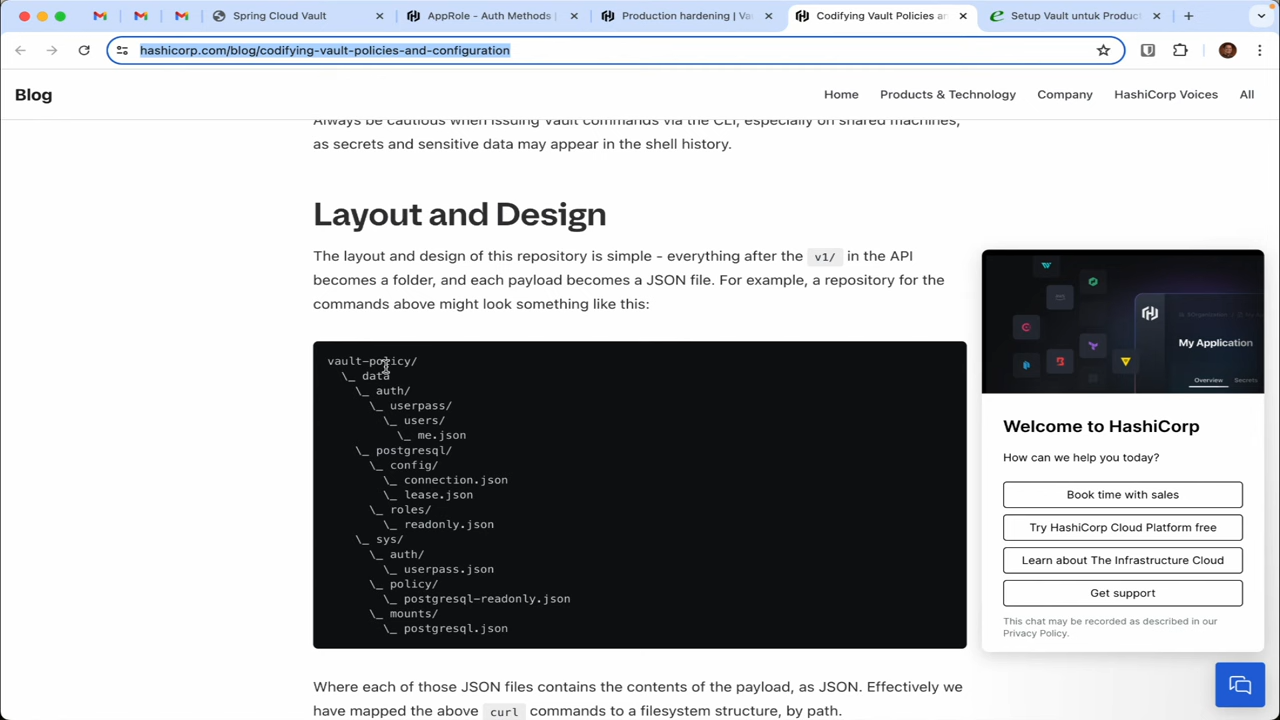 Spring Cloud Vault
AppRole - Auth Methods |
Production hardening | Va
Codifying Vault Policies an
Setup Vault untuk Product
hashicorp.com/blog/codifying-vault-policies-and-configuration
Blog
Home
Products & Technology
Company
HashiCorp Voices
All
Always be cautious when issuing Vault commands via the CLI, especially on shared machines,
as secrets and sensitive data may appear in the shell history.
Layout and Design
The layout and design of this repository is simple - everything after the v1/ in the API
becomes a folder, and each payload becomes a JSON file. For example, a repository for the
commands above might look something like this:
vault-policy/
\_ data
\_ auth/
\_ userpass/
\_ users/
\_ me.json
\_ postgresql/
\_ config/
\_ connection.json
\_ lease.json
\_ roles/
\_ readonly.json
\_ sys/
\_ auth/
\_ userpass.json
\_ policy/
\_ postgresql-readonly.json
\_ mounts/
\_ postgresql.json
Where each of those JSON files contains the contents of the payload, as JSON. Effectively we
have mapped the above curl commands to a filesystem structure, by path.
My Application
Overview
Secrets
Welcome to HashiCorp
How can we help you today?
Book time with sales
Try HashiCorp Cloud Platform free
Learn about The Infrastructure Cloud
Get support
This chat may be recorded as described in our
Privacy Policy.